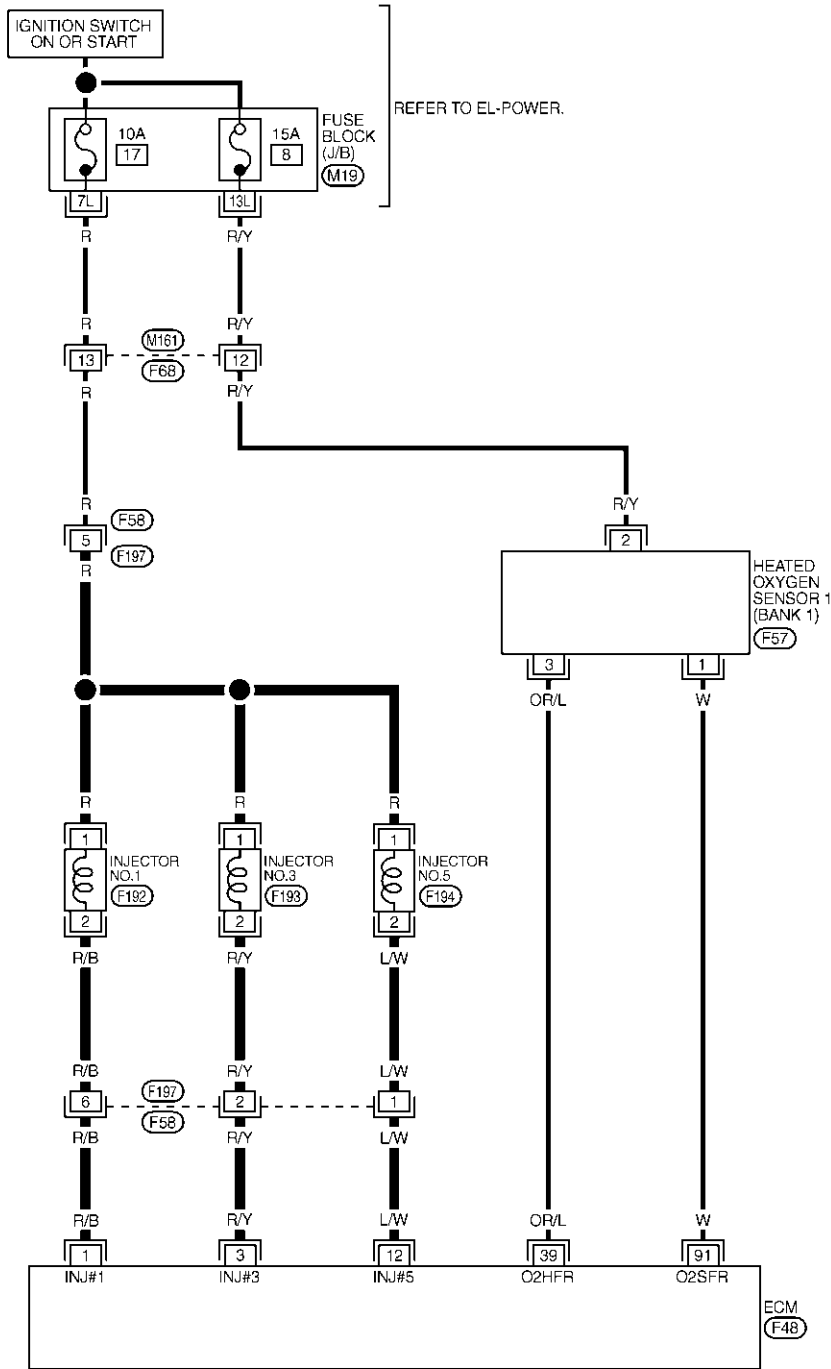 IGNITION SWITCH
ON OR START
REFER TO EL-POWER.
10A
17
15A
8
FUSE
BLOCK
(J/B)
M19
7L
13L
R
R/Y
R
R/Y
13
M161
F68
12
R
R/Y
R
F58
5
F197
R
R/Y
2
HEATED
OXYGEN
SENSOR 1
(BANK 1)
F57
3
1
OR/L
W
R
R
R
1
1
1
INJECTOR
NO.1
F192
INJECTOR
NO.3
F193
INJECTOR
NO.5
F194
2
2
2
R/B
R/Y
L/W
R/B
R/Y
L/W
6
F197
F58
2
1
R/B
R/Y
L/W
R/B
R/Y
L/W
OR/L
W
1
3
12
39
91
INJ#1
INJ#3
INJ#5
O2HFR
O2SFR
ECM
F48